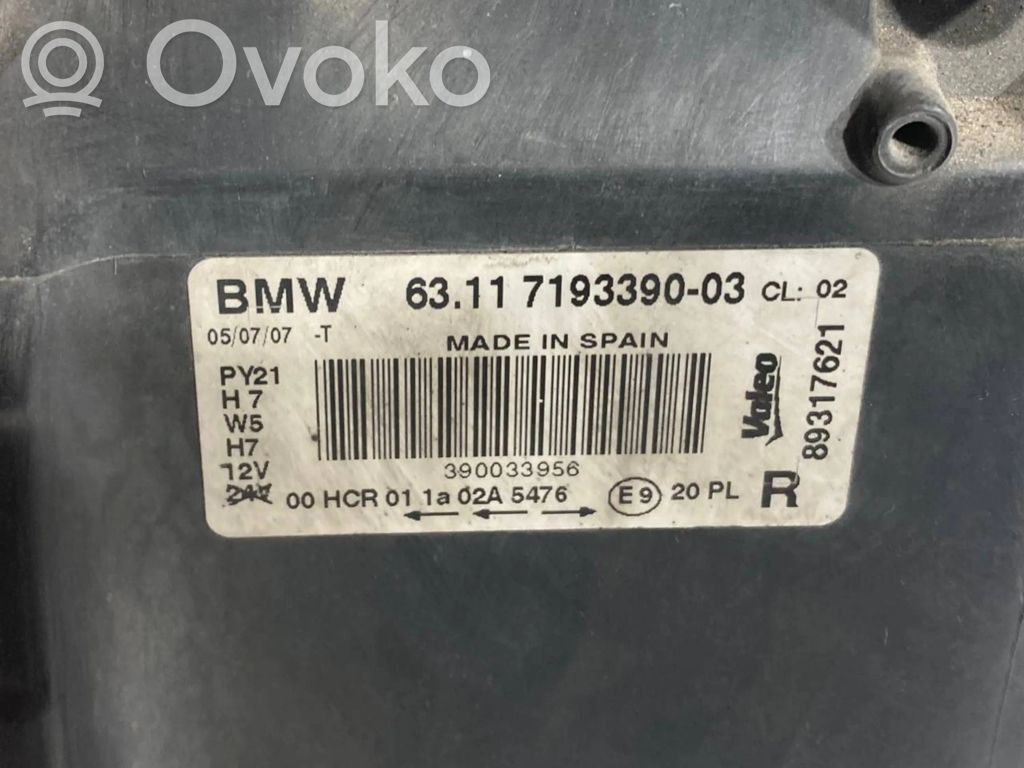 Ovoko
BMW 63.11 7193390-03 CL: 02
05/07/07 -T MADE IN SPAIN
PY21
H7
W5
H7
12V
24V
390033956
00 HCR 01 1a 02A 5476 E9 20 PL R
Valeo
89317621